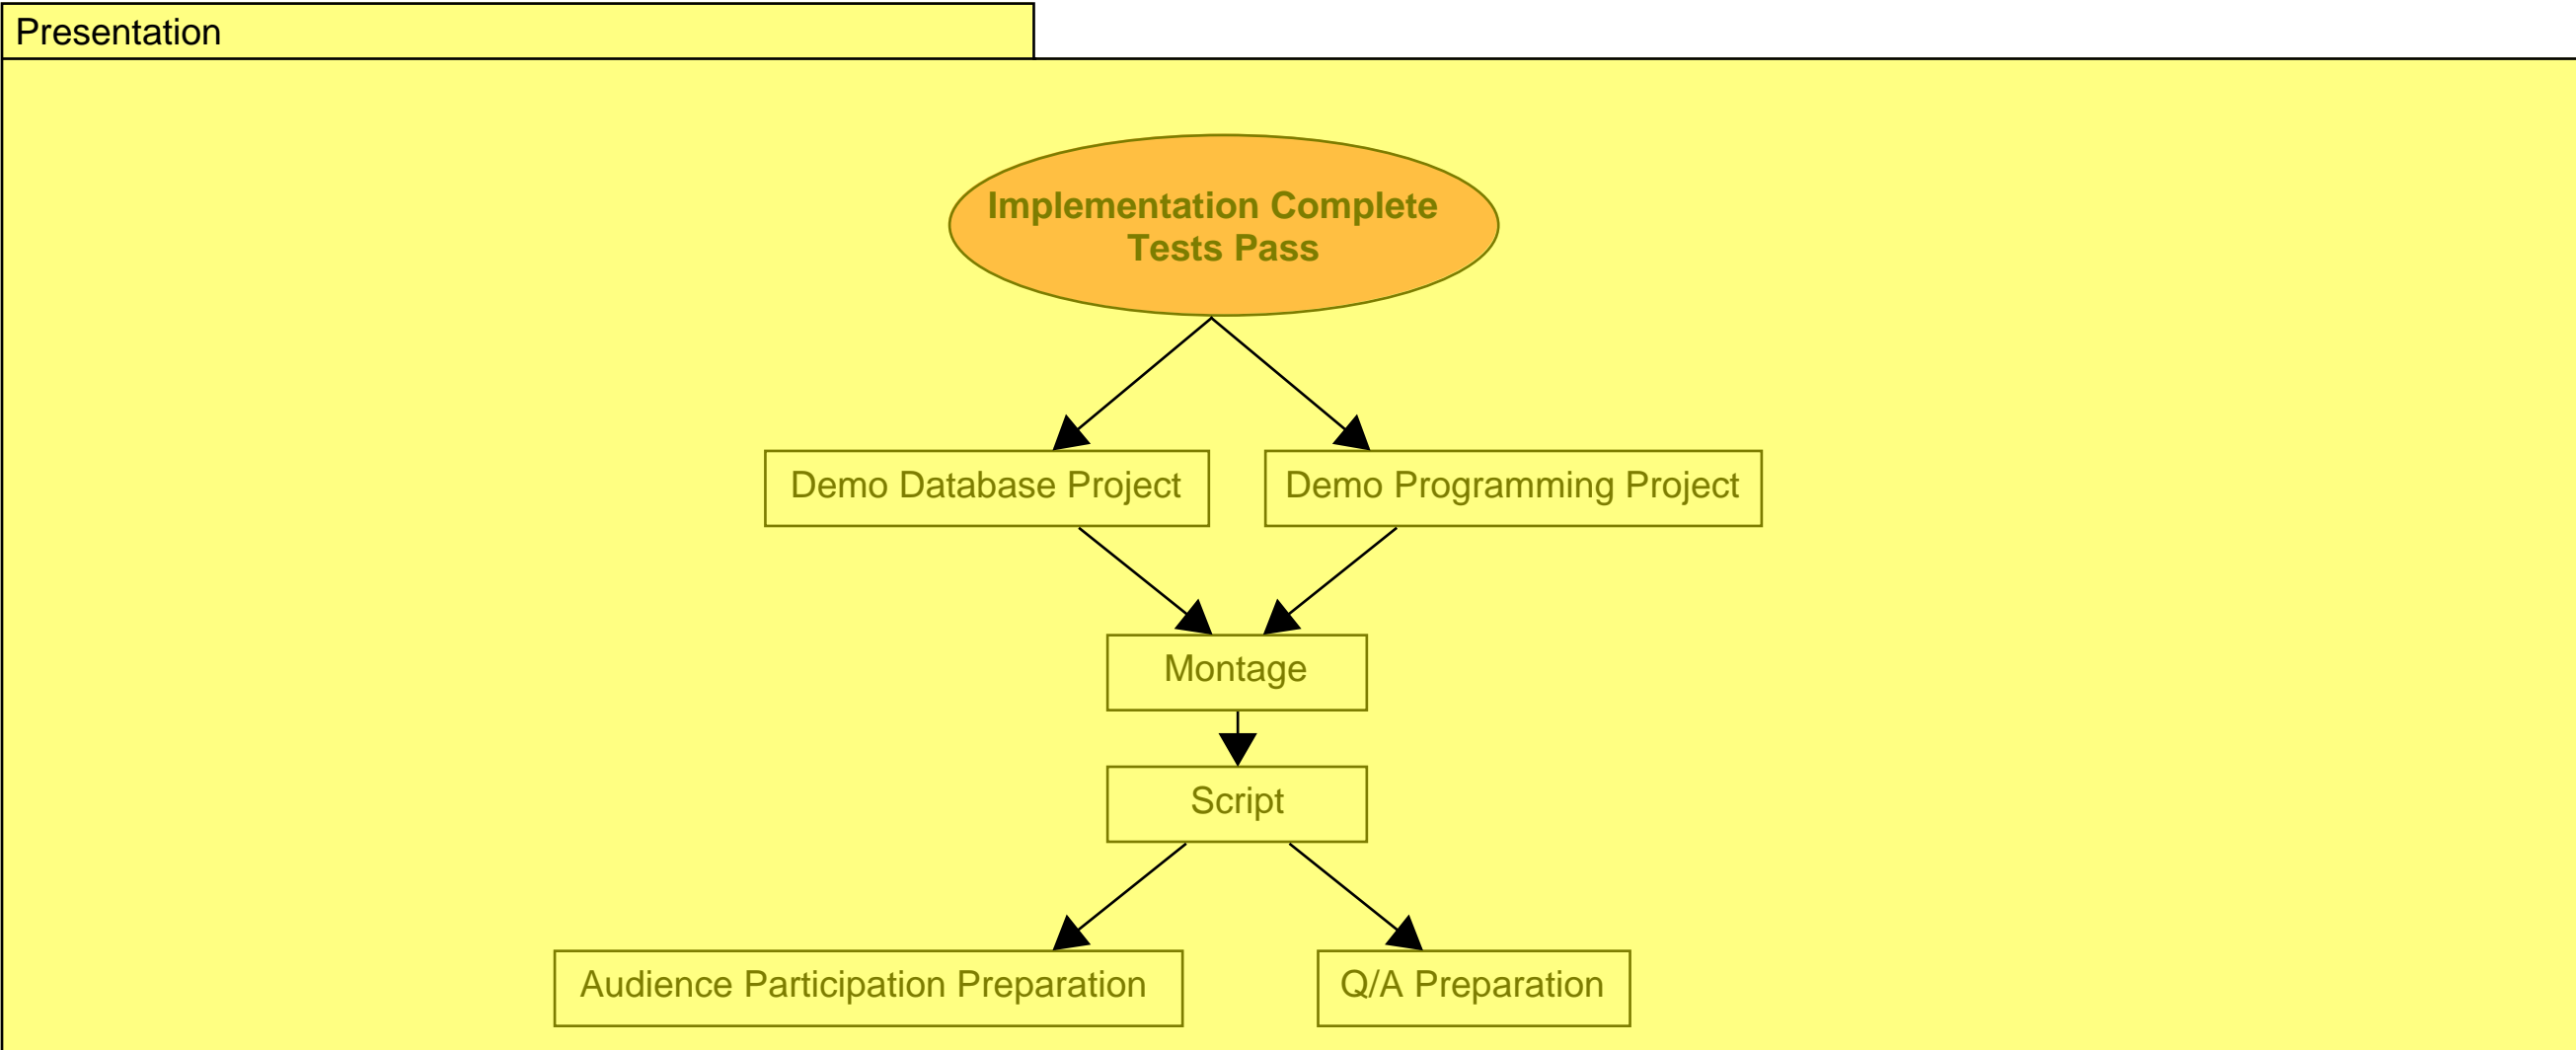 Presentation
Implementation Complete
Tests Pass
Demo Database Project
Demo Programming Project
Montage
Script
Audience Participation Preparation
Q/A Preparation